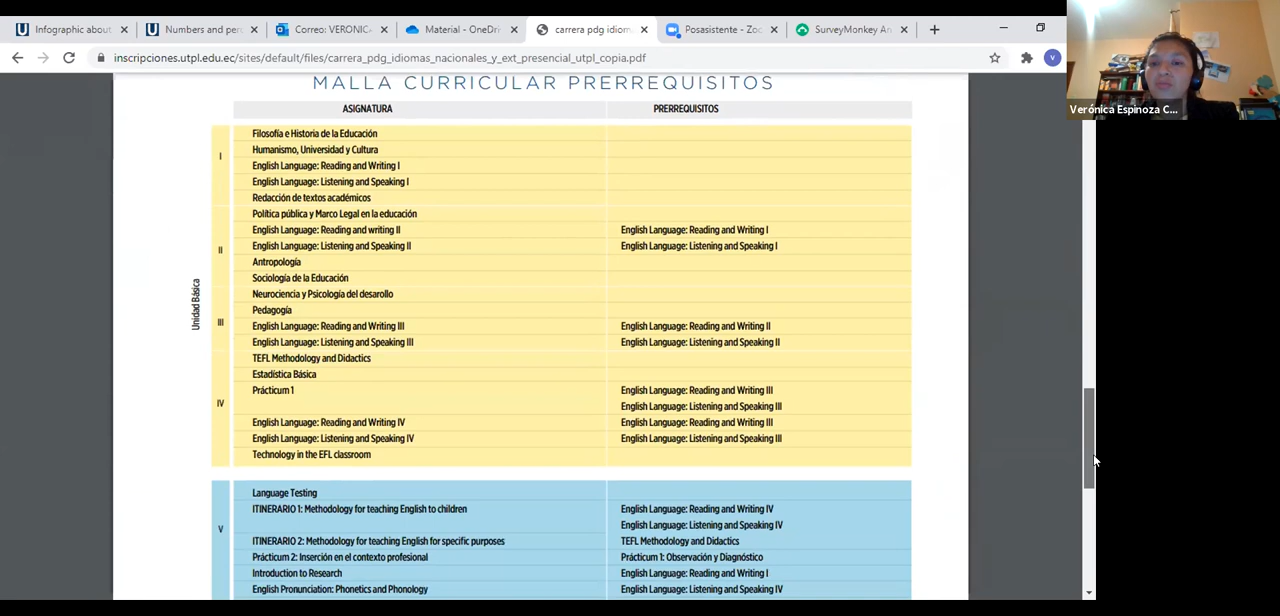 Infographic about
Numbers and per
Correo: VERONIC
Material - OneDri
carrera pdg idiom
Posasistente - Zo
SurveyMonkey An
inscripciones.utpl.edu.ec/sites/default/files/carrera_pdg_idiomas_nacionales_y_ext_presencial_utpl_copia.pdf
V
Verónica Espinoza C...
MALLA CURRICULAR PRERREQUISITOS
ASIGNATURA PRERREQUISITOS
Unidad Básica
I
Filosofía e Historia de la Educación
Humanismo, Universidad y Cultura
English Language: Reading and Writing I
English Language: Listening and Speaking I
Redacción de textos académicos
II
Política pública y Marco Legal en la educación
English Language: Reading and writing II English Language: Reading and Writing I
English Language: Listening and Speaking II English Language: Listening and Speaking I
Antropología
Sociología de la Educación
III
Neurociencia y Psicología del desarollo
Pedagogía
English Language: Reading and Writing III English Language: Reading and Writing II
English Language: Listening and Speaking III English Language: Listening and Speaking II
IV
TEFL Methodology and Didactics
Estadística Básica
Prácticum 1 English Language: Reading and Writing III
English Language: Listening and Speaking III
English Language: Reading and Writing IV English Language: Reading and Writing III
English Language: Listening and Speaking IV English Language: Listening and Speaking III
Technology in the EFL classroom
V
Language Testing
ITINERARIO 1: Methodology for teaching English to children English Language: Reading and Writing IV
English Language: Listening and Speaking IV
ITINERARIO 2: Methodology for teaching English for specific purposes TEFL Methodology and Didactics
Prácticum 2: Inserción en el contexto profesional Prácticum 1: Observación y Diagnóstico
Introduction to Research English Language: Reading and Writing I
English Pronunciation: Phonetics and Phonology English Language: Listening and Speaking IV